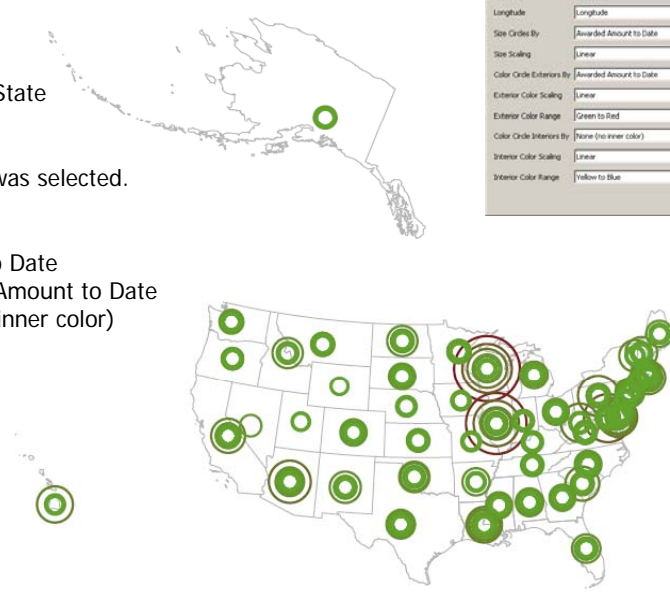 State
was selected.
o Date
Amount to Date
inner color)
Longitude Longitude
Size Circles By Awarded Amount to Date
Size Scaling Linear
Color Circle Exteriors By Awarded Amount to Date
Exterior Color Scaling Linear
Exterior Color Range Green to Red
Color Circle Interiors By None (no inner color)
Interior Color Scaling Linear
Interior Color Range Yellow to Blue